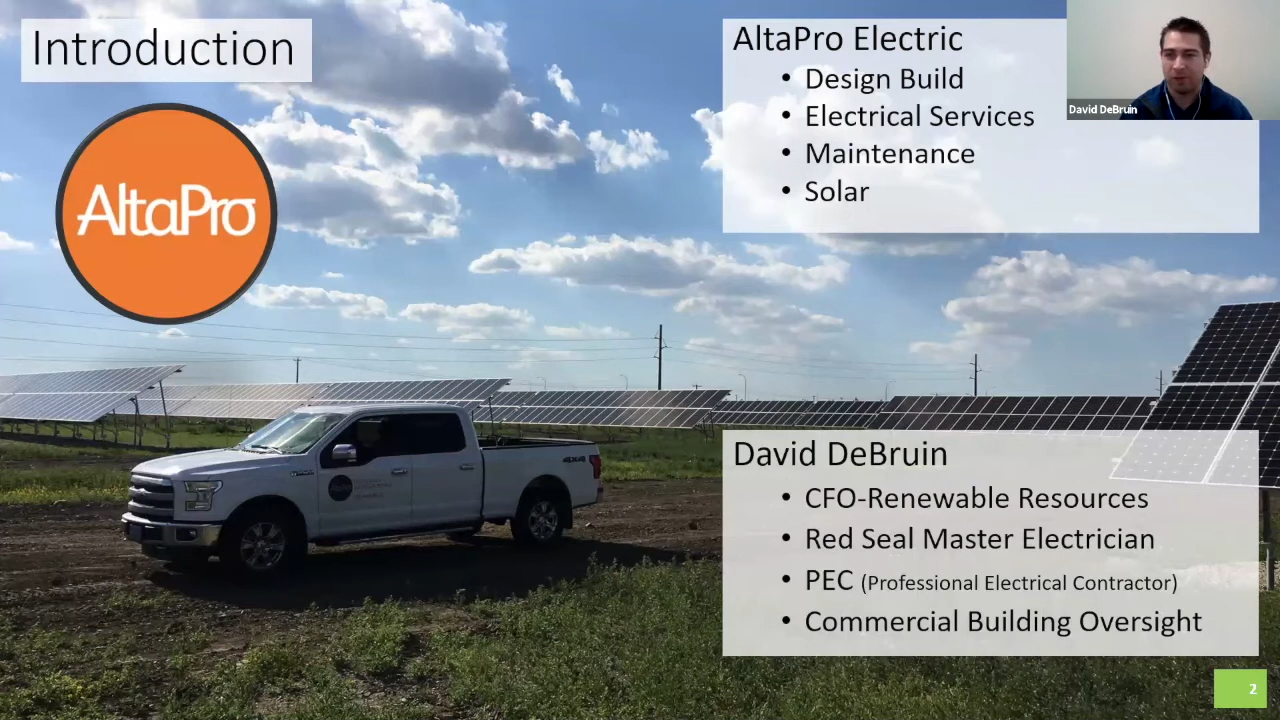 Introduction
AltaPro
AltaPro Electric
• Design Build
• Electrical Services
• Maintenance
• Solar
David DeBruin
David DeBruin
• CFO-Renewable Resources
• Red Seal Master Electrician
• PEC (Professional Electrical Contractor)
• Commercial Building Oversight
4X4
2